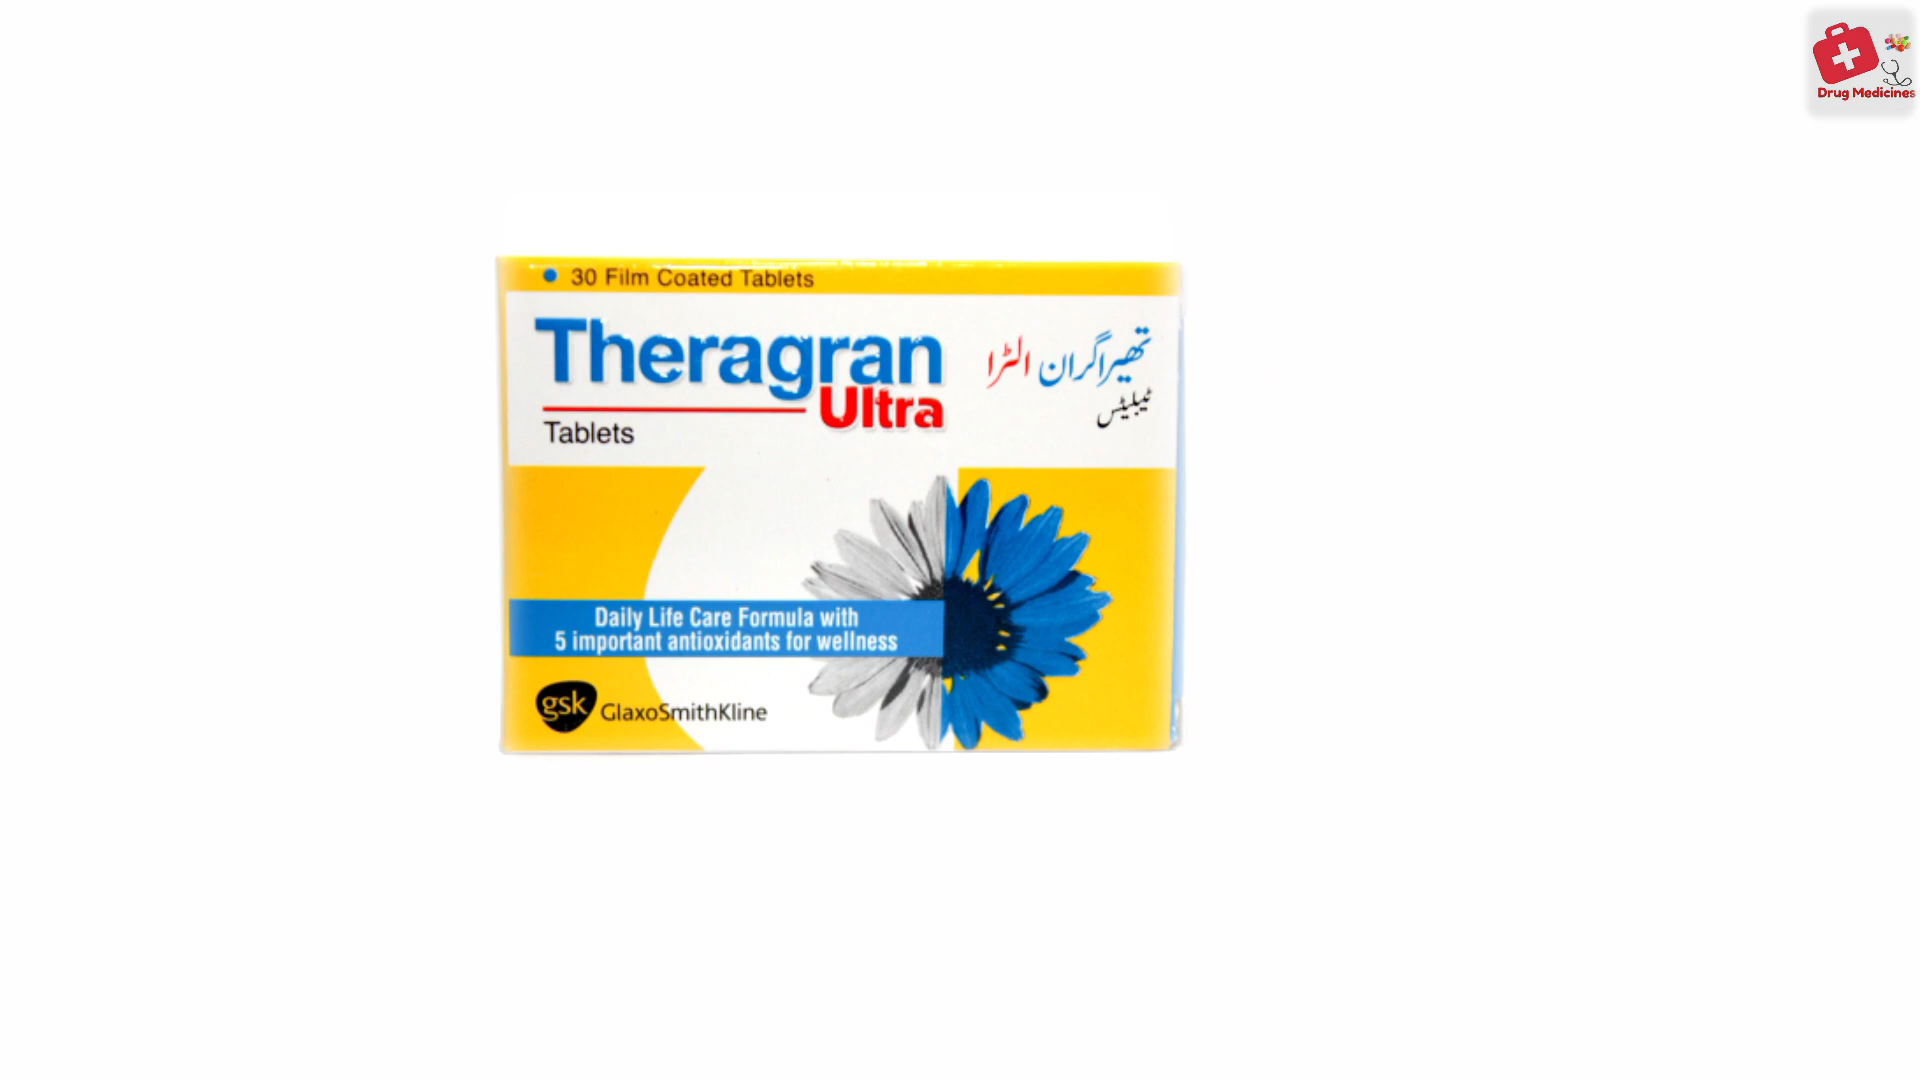 Drug Medicines
30 Film Coated Tablets
Theragran
Ultra
Tablets
تھیراگران الٹرا
ٹیبلیٹس
Daily Life Care Formula with
5 important antioxidants for wellness
gsk GlaxoSmithKline